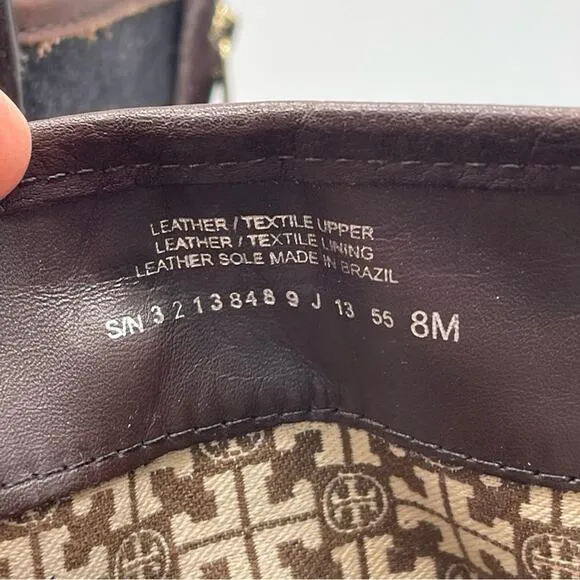 LEATHER / TEXTILE UPPER
LEATHER / TEXTILE LINING
LEATHER SOLE MADE IN BRAZIL
S/N 3 2 1 3 8 4 8 9 J 13 55 8M